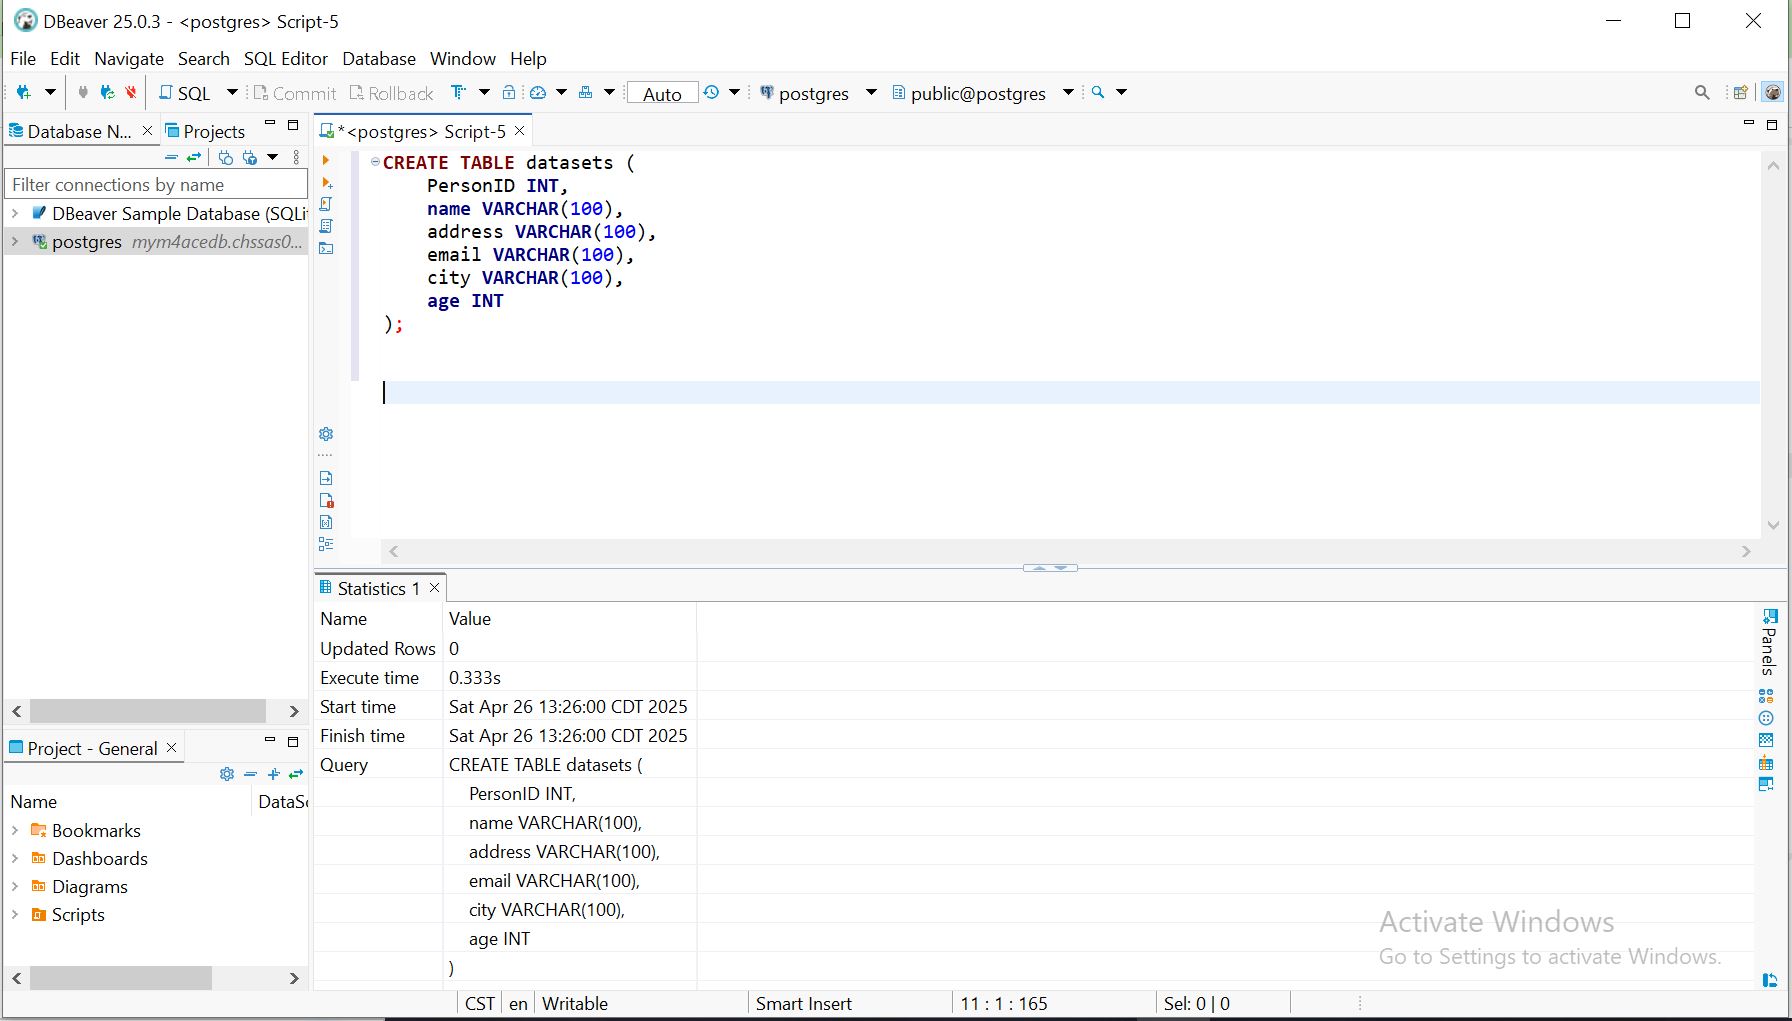 DBeaver 25.0.3 - <postgres> Script-5
File Edit Navigate Search SQL Editor Database Window Help
SQL Commit Rollback Auto postgres public@postgres
Database N... Projects
Filter connections by name
DBeaver Sample Database (SQLi
postgres mym4acedb.chssas0...
*<postgres> Script-5
CREATE TABLE datasets (
PersonID INT,
name VARCHAR(100),
address VARCHAR(100),
email VARCHAR(100),
city VARCHAR(100),
age INT
);
Project - General
Name DataSo
Bookmarks
Dashboards
Diagrams
Scripts
Statistics 1
Name Value
Updated Rows 0
Execute time 0.333s
Start time Sat Apr 26 13:26:00 CDT 2025
Finish time Sat Apr 26 13:26:00 CDT 2025
Query CREATE TABLE datasets (
PersonID INT,
name VARCHAR(100),
address VARCHAR(100),
email VARCHAR(100),
city VARCHAR(100),
age INT
)
Panels
Activate Windows
Go to Settings to activate Windows.
CST en Writable Smart Insert 11 : 1 : 165 Sel: 0 | 0